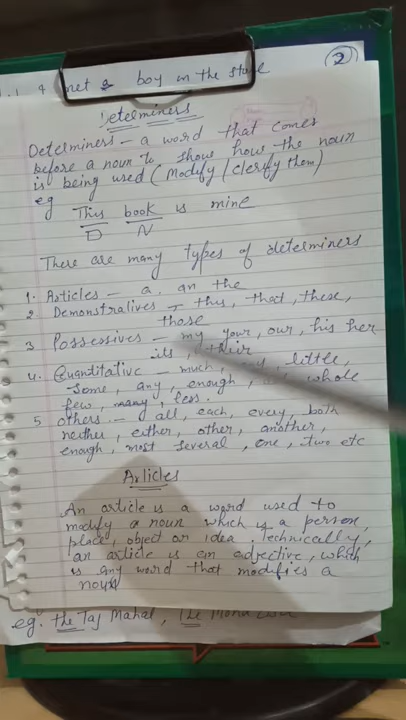 met a boy in the store
2
Determiners
Determiners – a word that comes
before a noun to show how the noun
is being used (Modify / Clerify them)
eg This book is mine
D N
There are many types of determiners
1. Articles – a. an the
2 Demonstratives – this, that, these,
those
3 Possessives – my your, our, his her
its, their
4. Quantitative – much, little,
Some, any, enough, whole
few, many, less.
5 others – all, each, every, both
neither, either, other, another,
enough, most several, one, two etc
Articles
An article is a word used to
modify a noun which is a person,
place, object or idea. Technically,
an article is an adjective, which
is any word that modifies a
noun
eg. the Taj Mahal, The